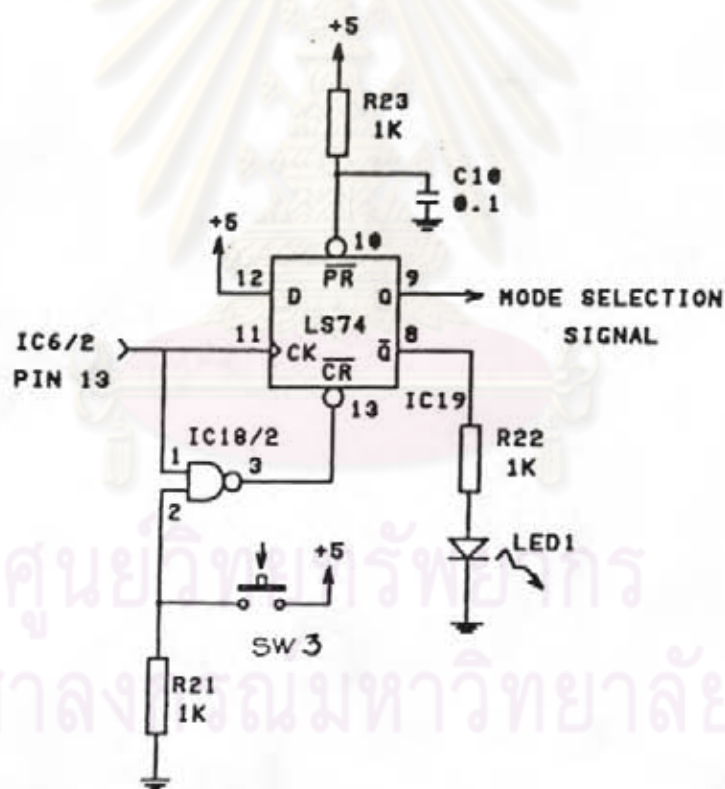 +5
R23
1K
C10
0.1
+5
10
12
PR
9
D
Q
MODE SELECTION
SIGNAL
LS74
IC6/2
PIN 13
11
CK
Q
8
CR
13
IC19
IC18/2
R22
1K
1
3
2
LED1
+5
SW 3
R21
1K
ศูนย์วิทยทรัพยากร
จุฬาลงกรณ์มหาวิทยาลัย